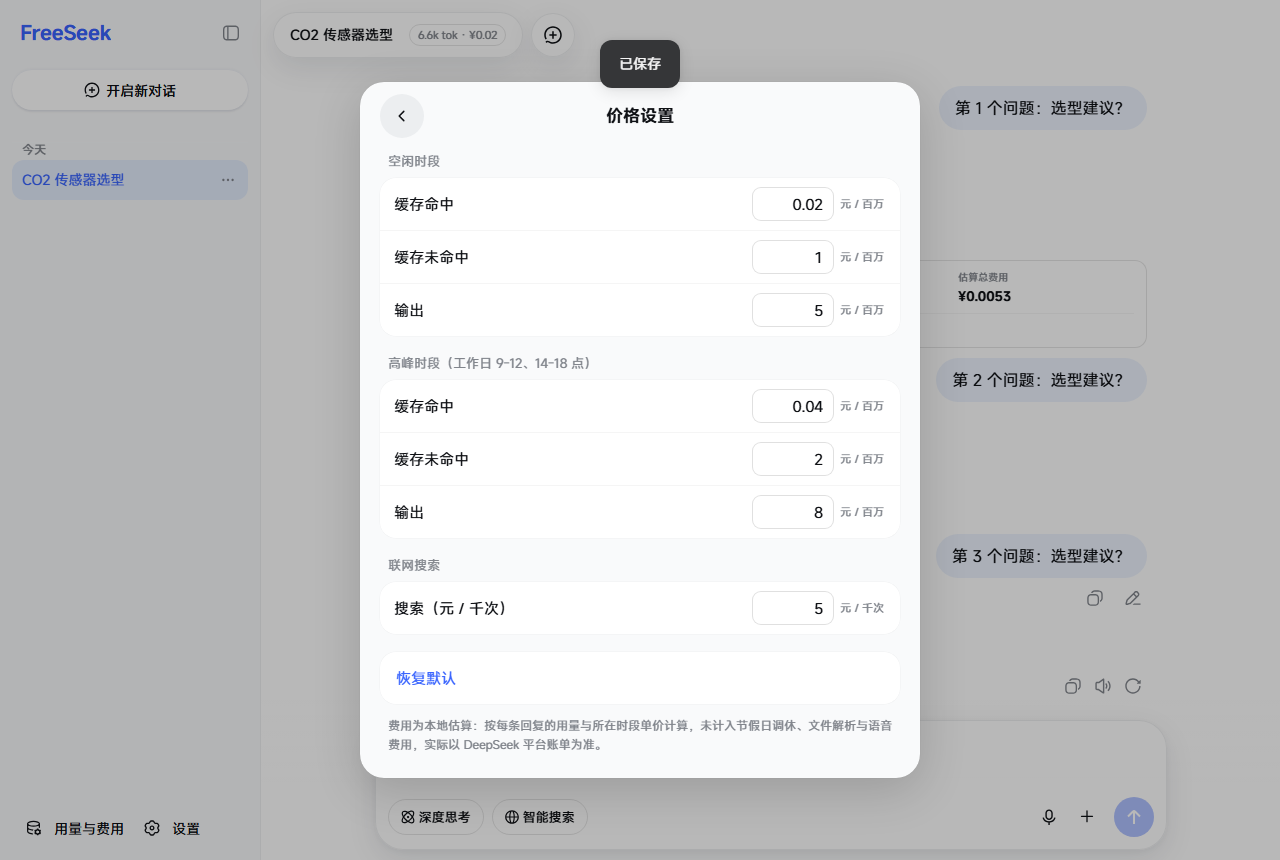 FreeSeek
开启新对话
今天
CO2 传感器选型
用量与费用
设置
CO2 传感器选型
6.6k tok · ¥0.02
已保存
价格设置
空闲时段
缓存命中 0.02 元 / 百万
缓存未命中 1 元 / 百万
输出 5 元 / 百万
高峰时段（工作日 9-12、14-18 点）
缓存命中 0.04 元 / 百万
缓存未命中 2 元 / 百万
输出 8 元 / 百万
联网搜索
搜索（元 / 千次） 5 元 / 千次
恢复默认
费用为本地估算：按每条回复的用量与所在时段单价计算，未计入节假日调休、文件解析与语音
费用，实际以 DeepSeek 平台账单为准。
第 1 个问题：选型建议？
估算总费用
¥0.0053
第 2 个问题：选型建议？
第 3 个问题：选型建议？
深度思考
智能搜索